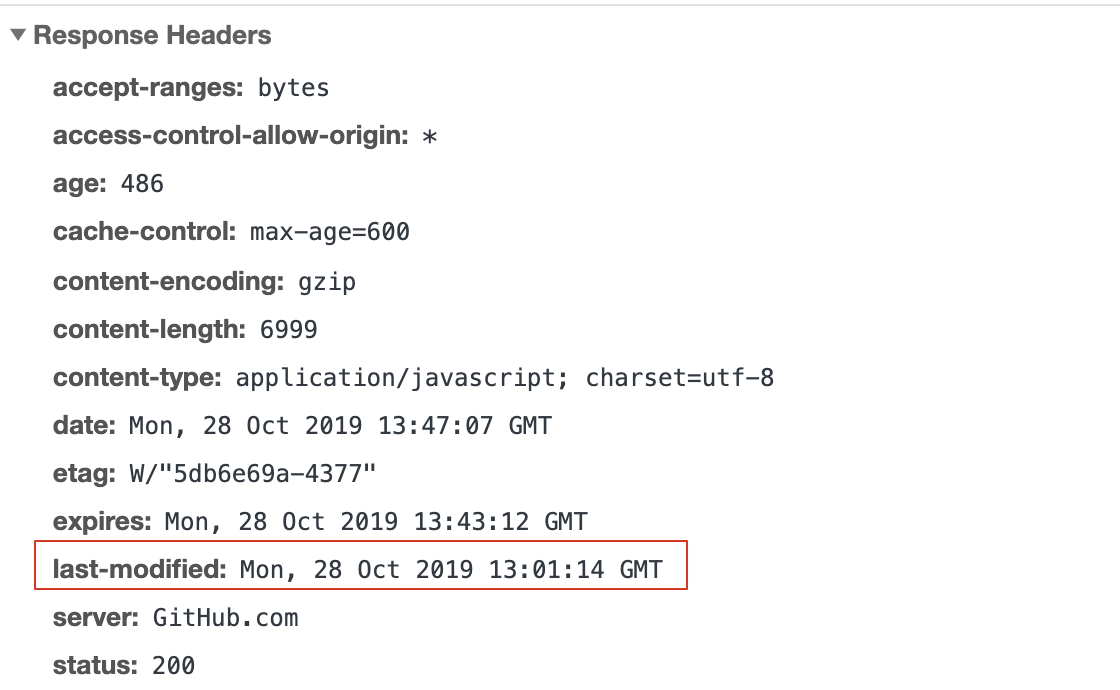 Response Headers
accept-ranges: bytes
access-control-allow-origin: *
age: 486
cache-control: max-age=600
content-encoding: gzip
content-length: 6999
content-type: application/javascript; charset=utf-8
date: Mon, 28 Oct 2019 13:47:07 GMT
etag: W/"5db6e69a-4377"
expires: Mon, 28 Oct 2019 13:43:12 GMT
last-modified: Mon, 28 Oct 2019 13:01:14 GMT
server: GitHub.com
status: 200